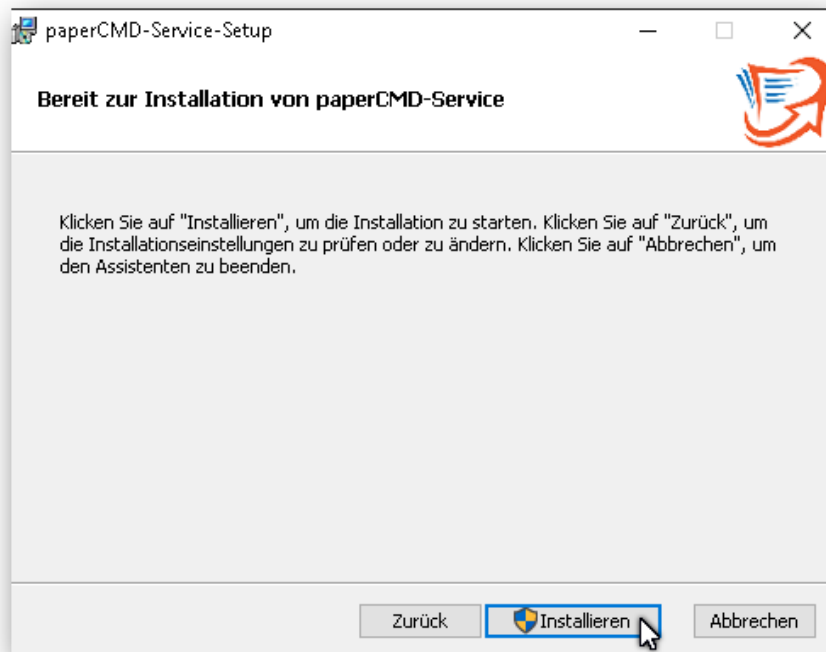 paperCMD-Service-Setup
Bereit zur Installation von paperCMD-Service
Klicken Sie auf "Installieren", um die Installation zu starten. Klicken Sie auf "Zurück", um
die Installationseinstellungen zu prüfen oder zu ändern. Klicken Sie auf "Abbrechen", um
den Assistenten zu beenden.
Zurück Installieren Abbrechen